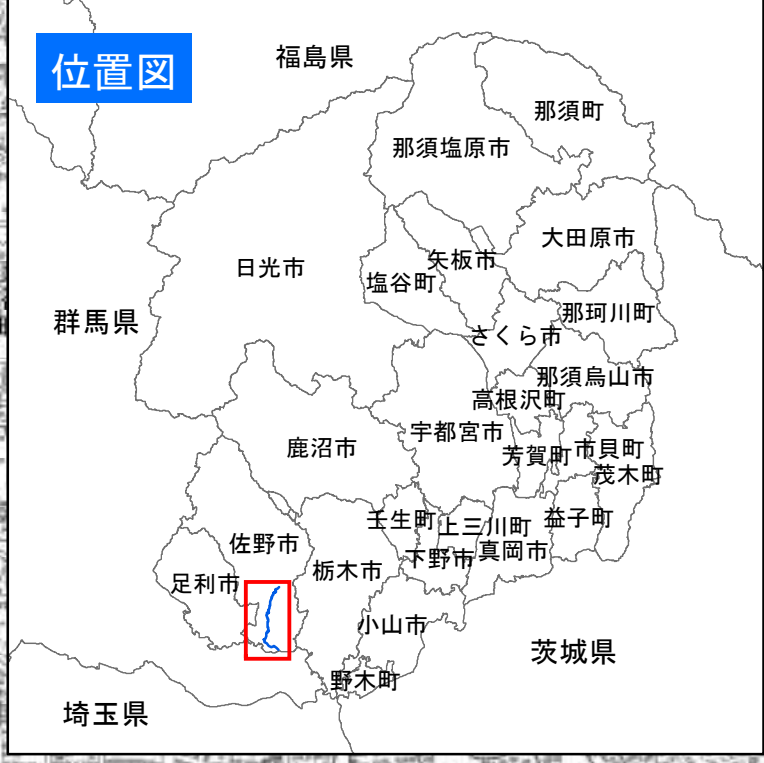 位置図
福島県
那須町
那須塩原市
大田原市
矢板市
日光市
塩谷町
那珂川町
群馬県
さくら市
那須烏山市
高根沢町
宇都宮市
鹿沼市
芳賀町
市貝町
茂木町
壬生町
上三川町
益子町
佐野市
真岡市
下野市
栃木市
足利市
小山市
茨城県
野木町
埼玉県